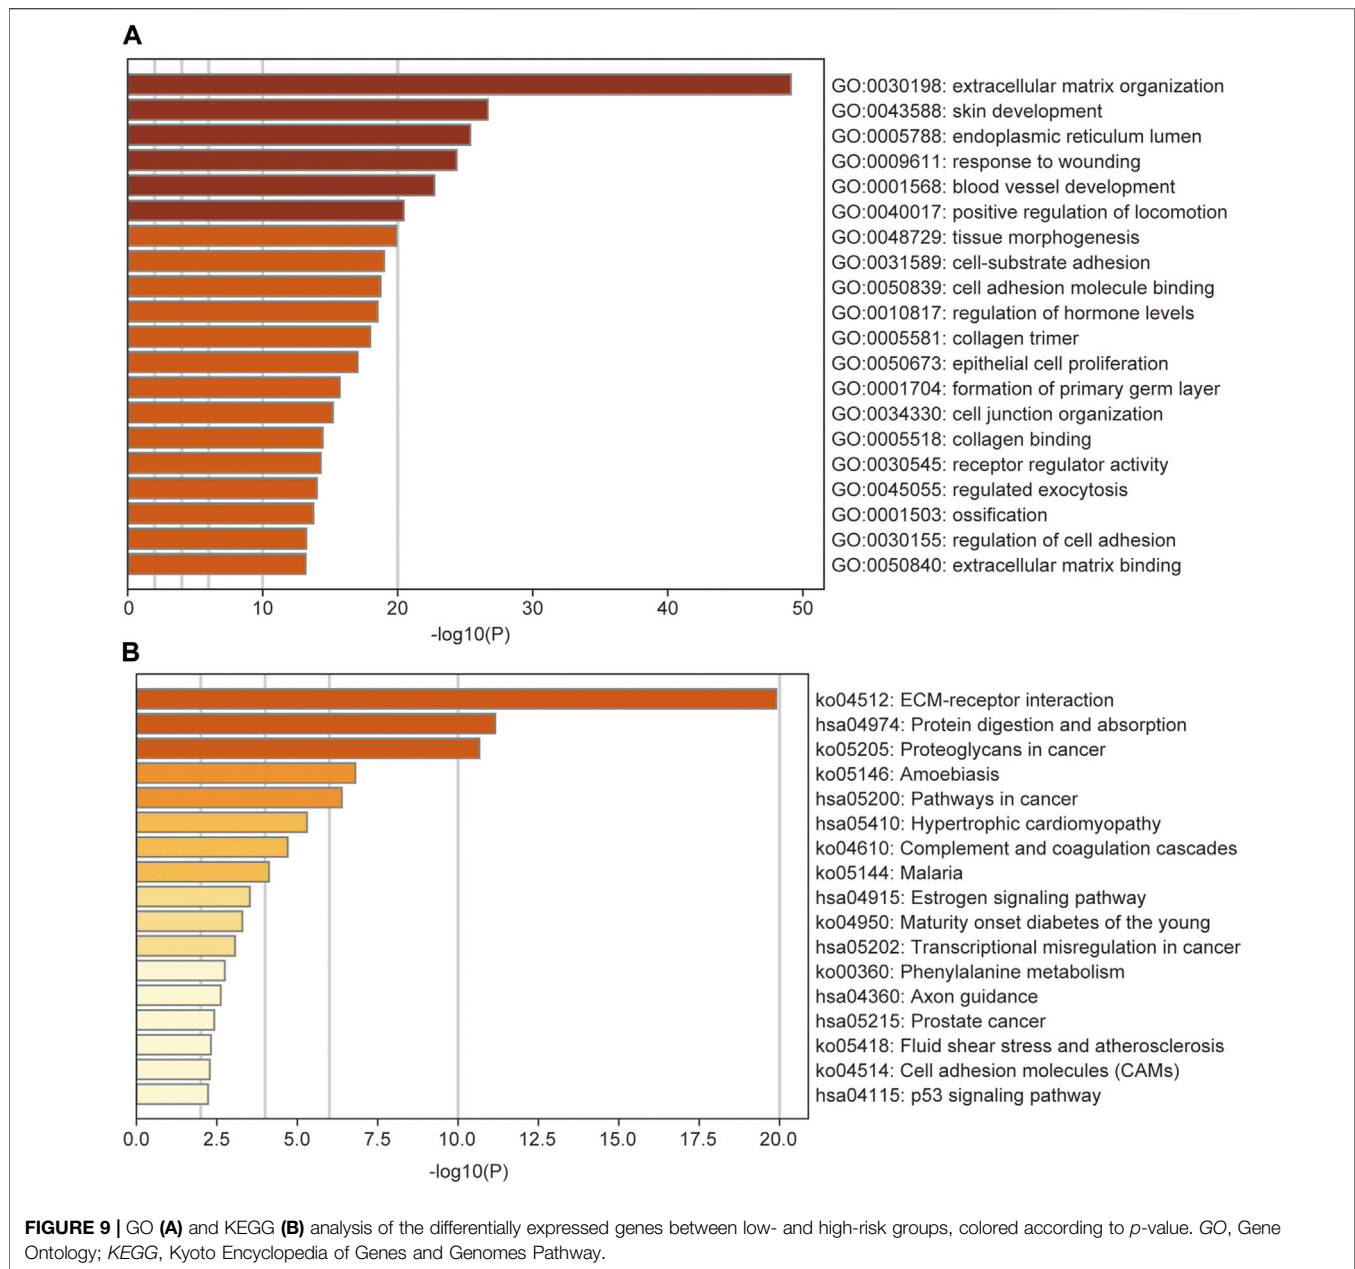 A
GO:0030198: extracellular matrix organization
GO:0043588: skin development
GO:0005788: endoplasmic reticulum lumen
GO:0009611: response to wounding
GO:0001568: blood vessel development
GO:0040017: positive regulation of locomotion
GO:0048729: tissue morphogenesis
GO:0031589: cell-substrate adhesion
GO:0050839: cell adhesion molecule binding
GO:0010817: regulation of hormone levels
GO:0005581: collagen trimer
GO:0050673: epithelial cell proliferation
GO:0001704: formation of primary germ layer
GO:0034330: cell junction organization
GO:0005518: collagen binding
GO:0030545: receptor regulator activity
GO:0045055: regulated exocytosis
GO:0001503: ossification
GO:0030155: regulation of cell adhesion
GO:0050840: extracellular matrix binding
0 10 20 30 40 50
-log10(P)
B
ko04512: ECM-receptor interaction
hsa04974: Protein digestion and absorption
ko05205: Proteoglycans in cancer
ko05146: Amoebiasis
hsa05200: Pathways in cancer
hsa05410: Hypertrophic cardiomyopathy
ko04610: Complement and coagulation cascades
ko05144: Malaria
hsa04915: Estrogen signaling pathway
ko04950: Maturity onset diabetes of the young
hsa05202: Transcriptional misregulation in cancer
ko00360: Phenylalanine metabolism
hsa04360: Axon guidance
hsa05215: Prostate cancer
ko05418: Fluid shear stress and atherosclerosis
ko04514: Cell adhesion molecules (CAMs)
hsa04115: p53 signaling pathway
0.0 2.5 5.0 7.5 10.0 12.5 15.0 17.5 20.0
-log10(P)
FIGURE 9 | GO (A) and KEGG (B) analysis of the differentially expressed genes between low- and high-risk groups, colored according to p-value. GO, Gene
Ontology; KEGG, Kyoto Encyclopedia of Genes and Genomes Pathway.